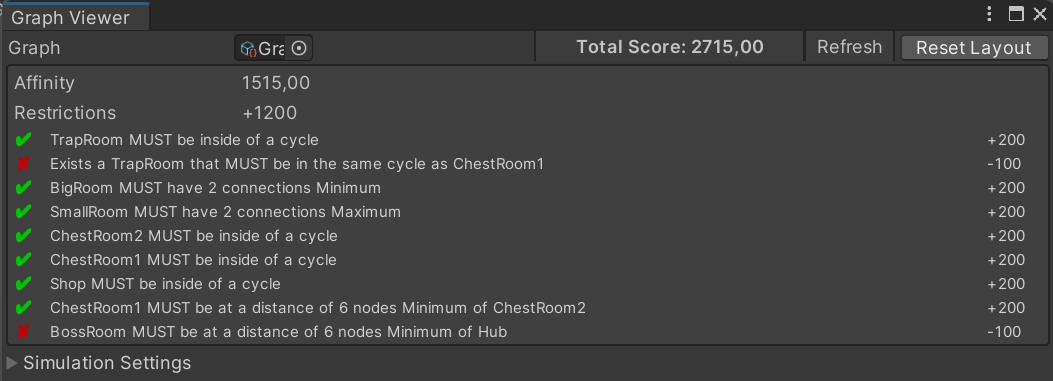 Graph Viewer
Graph Gra Total Score: 2715,00 Refresh Reset Layout
Affinity 1515,00
Restrictions +1200
TrapRoom MUST be inside of a cycle +200
Exists a TrapRoom that MUST be in the same cycle as ChestRoom1 -100
BigRoom MUST have 2 connections Minimum +200
SmallRoom MUST have 2 connections Maximum +200
ChestRoom2 MUST be inside of a cycle +200
ChestRoom1 MUST be inside of a cycle +200
Shop MUST be inside of a cycle +200
ChestRoom1 MUST be at a distance of 6 nodes Minimum of ChestRoom2 +200
BossRoom MUST be at a distance of 6 nodes Minimum of Hub -100
Simulation Settings